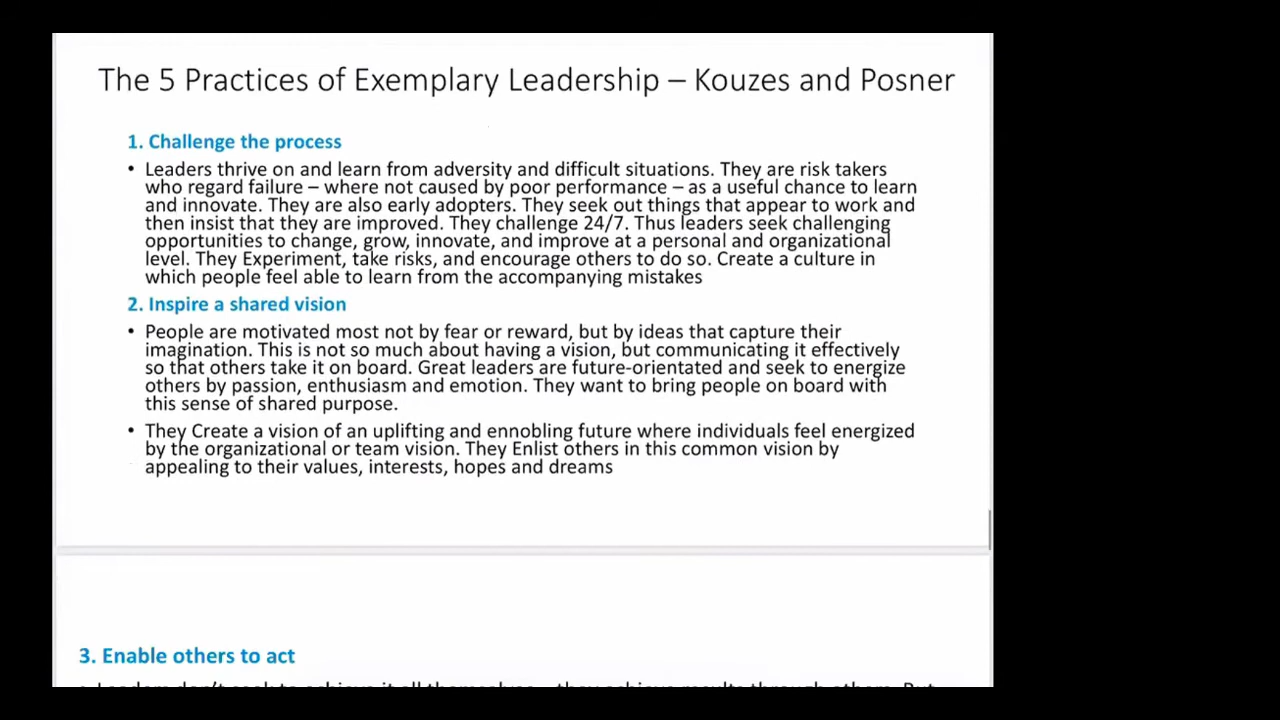 The 5 Practices of Exemplary Leadership – Kouzes and Posner
1. Challenge the process
• Leaders thrive on and learn from adversity and difficult situations. They are risk takers
who regard failure – where not caused by poor performance – as a useful chance to learn
and innovate. They are also early adopters. They seek out things that appear to work and
then insist that they are improved. They challenge 24/7. Thus leaders seek challenging
opportunities to change, grow, innovate, and improve at a personal and organizational
level. They Experiment, take risks, and encourage others to do so. Create a culture in
which people feel able to learn from the accompanying mistakes
2. Inspire a shared vision
• People are motivated most not by fear or reward, but by ideas that capture their
imagination. This is not so much about having a vision, but communicating it effectively
so that others take it on board. Great leaders are future-orientated and seek to energize
others by passion, enthusiasm and emotion. They want to bring people on board with
this sense of shared purpose.
• They Create a vision of an uplifting and ennobling future where individuals feel energized
by the organizational or team vision. They Enlist others in this common vision by
appealing to their values, interests, hopes and dreams
3. Enable others to act